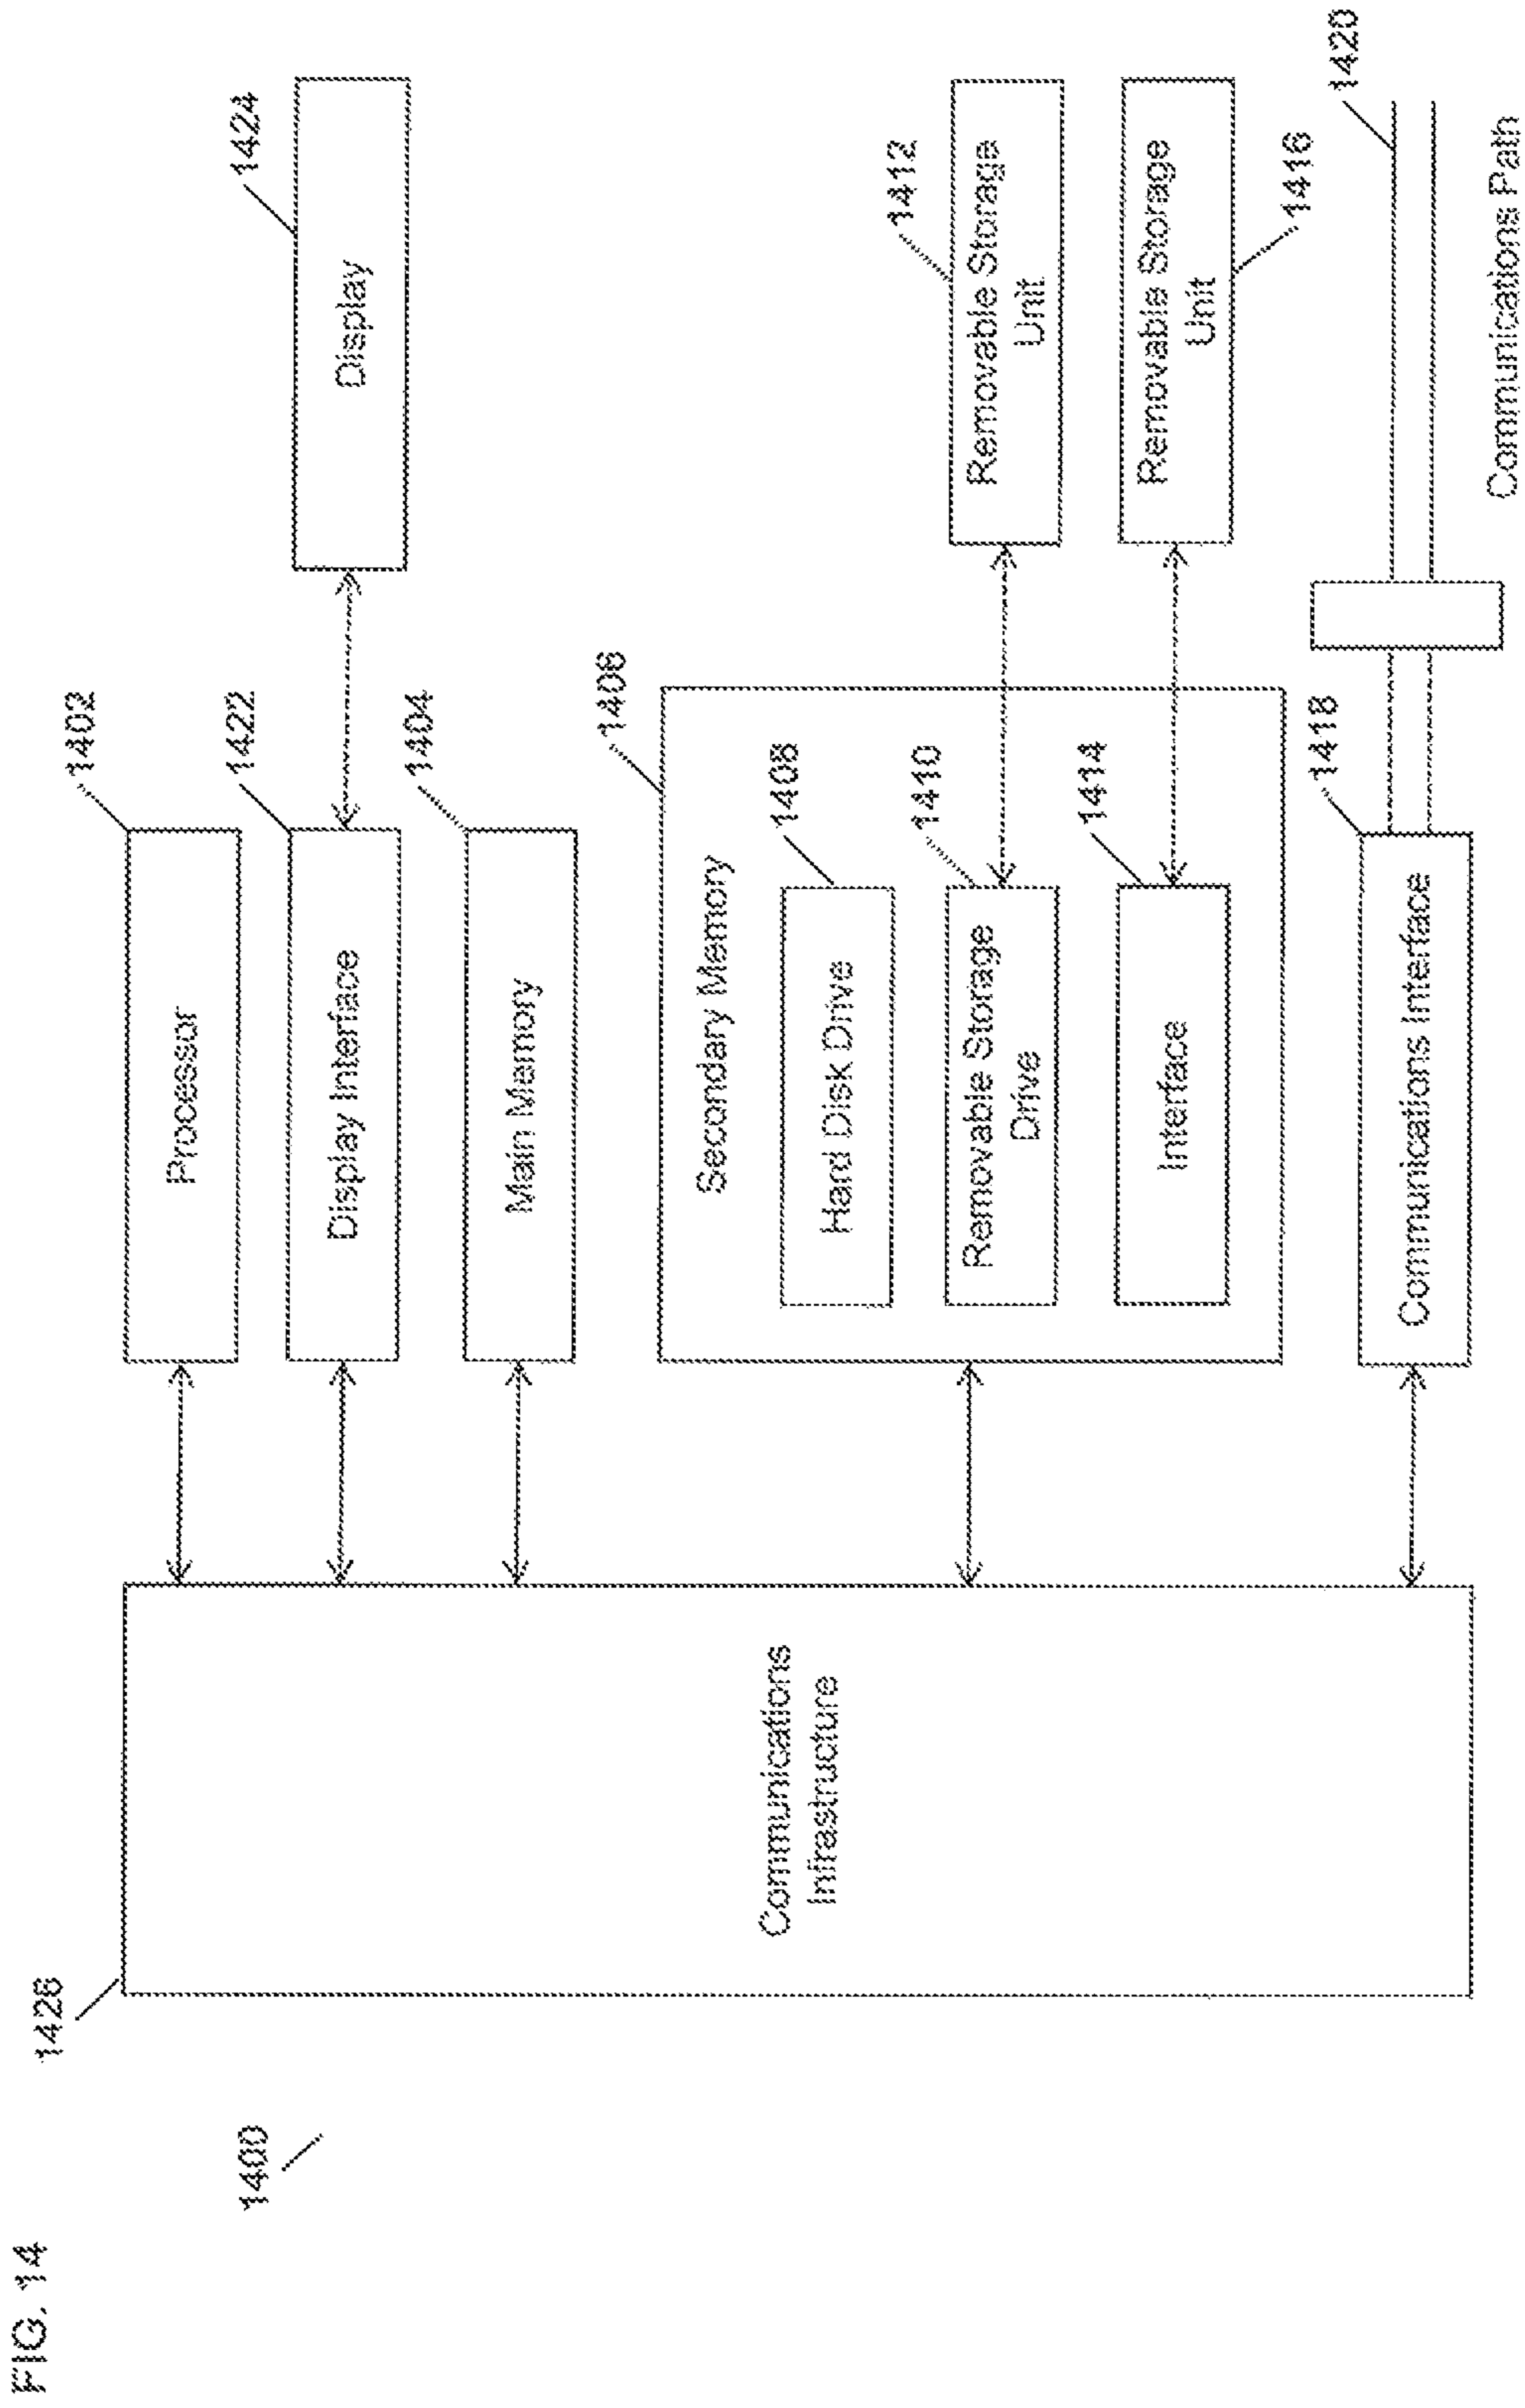 FIG. 14
1400
1426
Communications
Infrastructure
1402
Processor
1422
Display Interface
1424
Display
1404
Main Memory
1406
Secondary Memory
1408
Hard Disk Drive
1410
Removable Storage
Drive
1412
Removable Storage
Unit
1414
Interface
Removable Storage
Unit
1416
1418
Communications Interface
1420
Communications Path